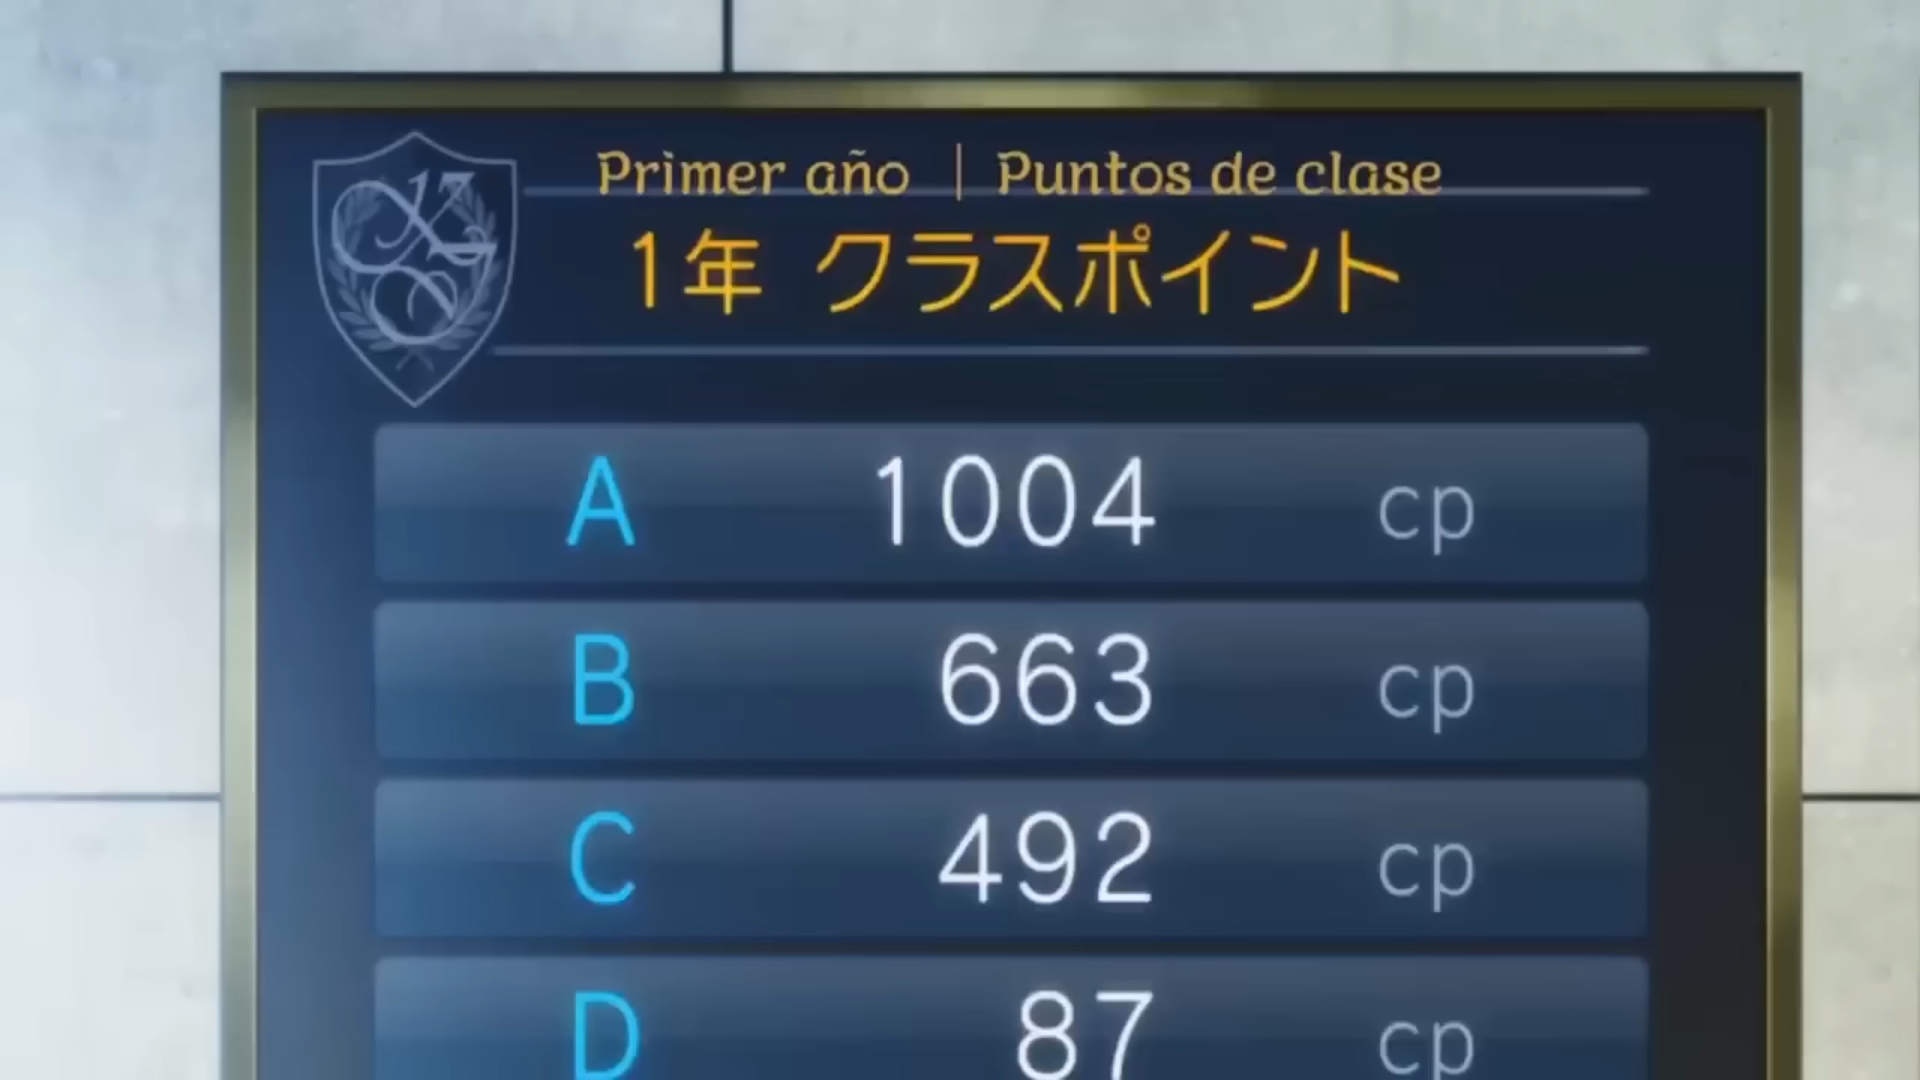 Primer año | Puntos de clase
1年 クラスポイント
A 1004 cp
B 663 cp
C 492 cp
D 87 cp